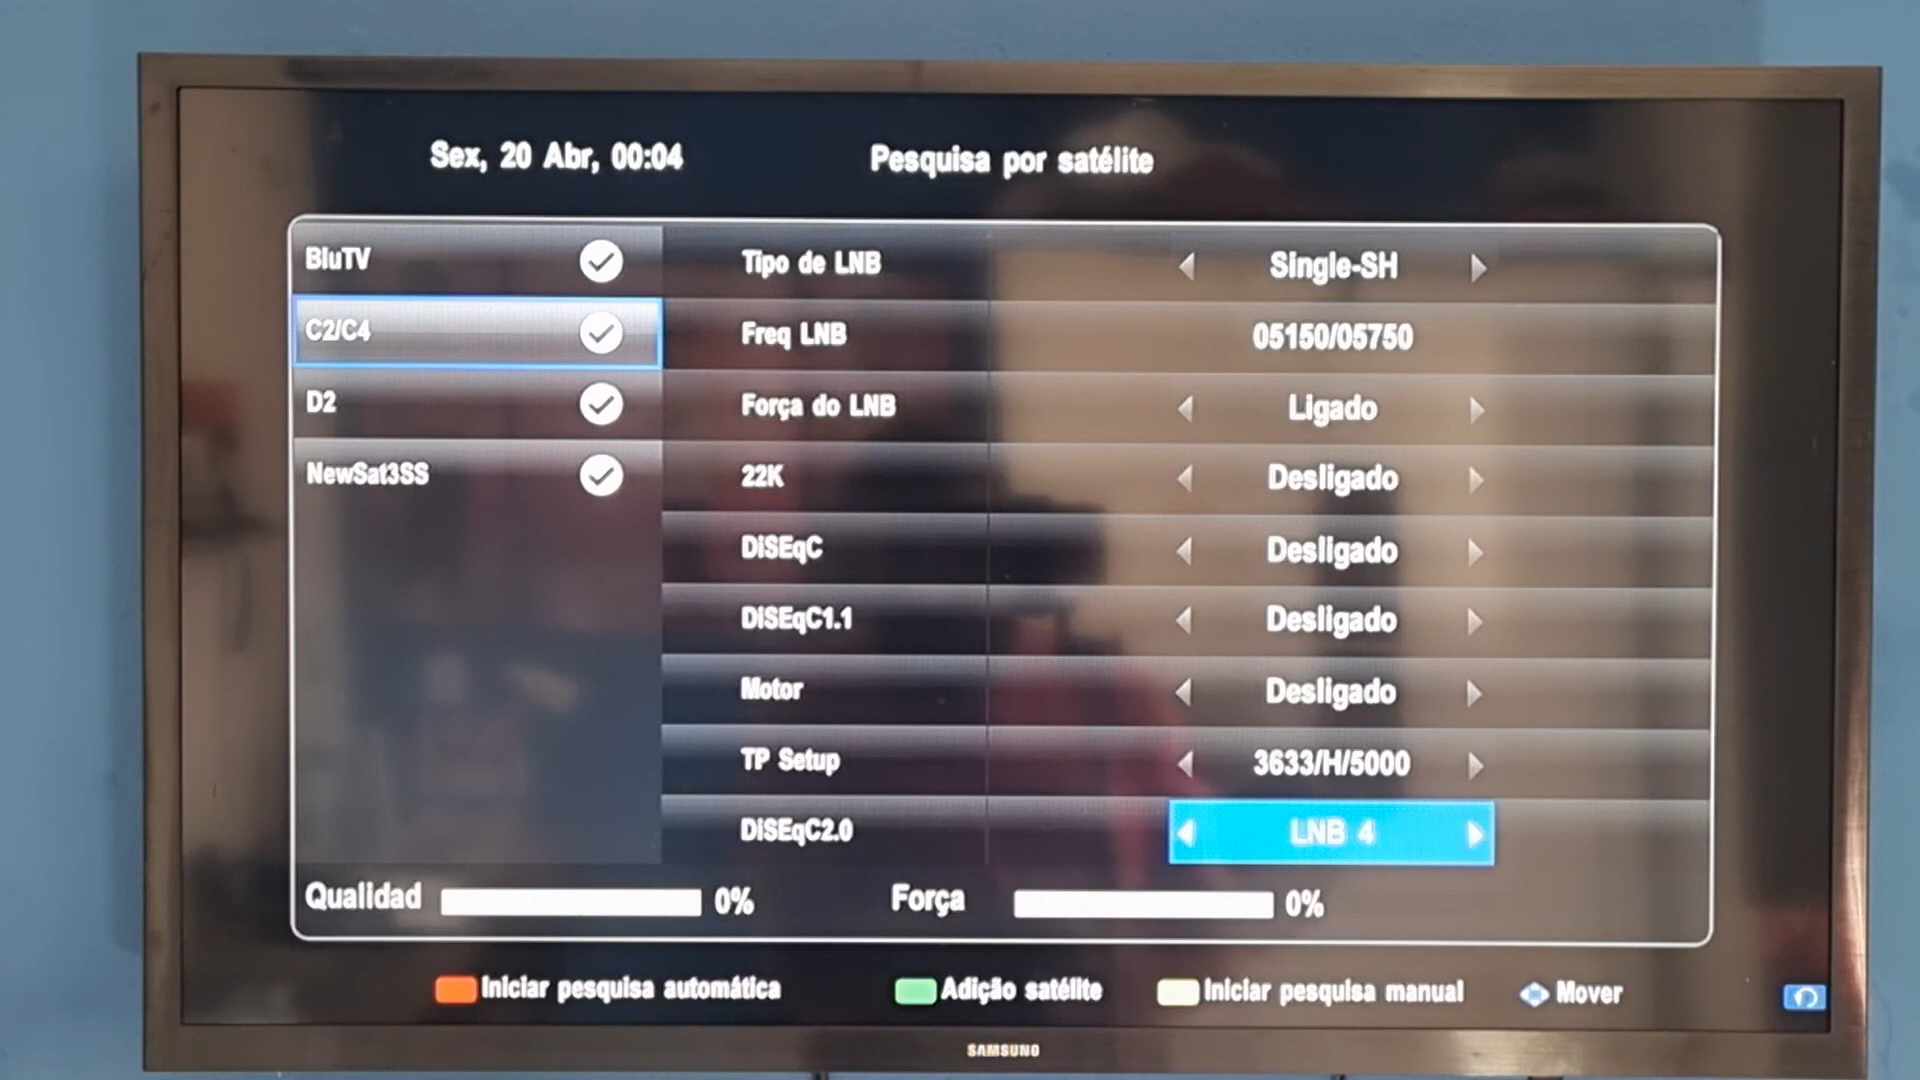 Sex, 20 Abr, 00:04
Pesquisa por satélite
BluTV
C2/C4
D2
NewSat3SS
Tipo de LNB
Single-SH
Freq LNB
05150/05750
Força do LNB
Ligado
22K
Desligado
DiSEqC
Desligado
DiSEqC1.1
Desligado
Motor
Desligado
TP Setup
3633/H/5000
DiSEqC2.0
LNB 4
Qualidad
0%
Força
0%
Iniciar pesquisa automática
Adição satélite
Iniciar pesquisa manual
Mover
SAMSUNG